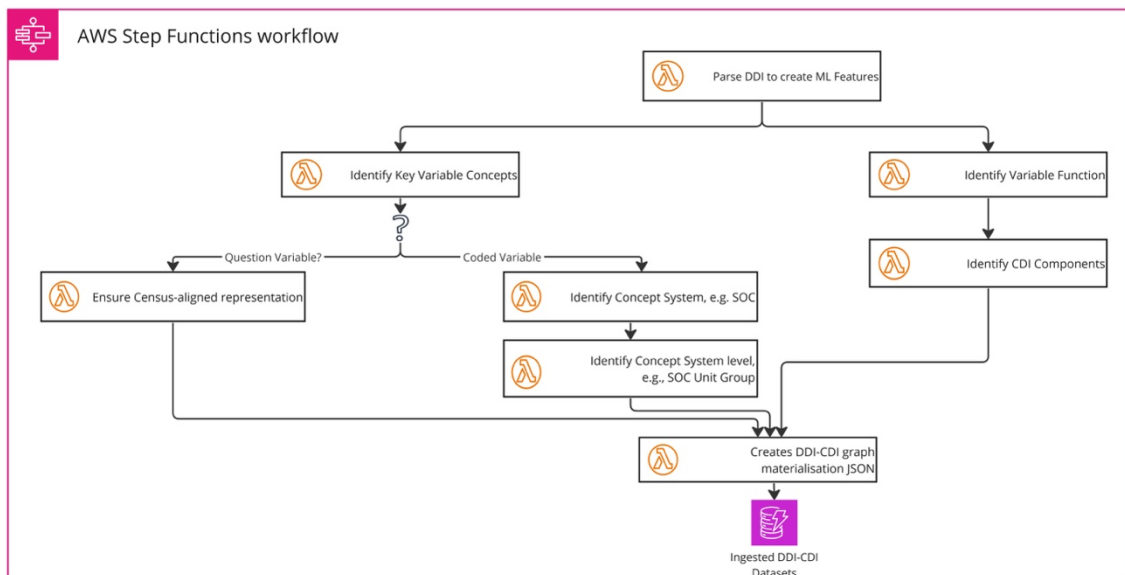 AWS Step Functions workflow
Parse DDI to create ML Features
Identify Key Variable Concepts
Identify Variable Function
?
Question Variable?
Coded Variable
Identify CDI Components
Ensure Census-aligned representation
Identify Concept System, e.g. SOC
Identify Concept System level,
e.g., SOC Unit Group
Creates DDI-CDI graph
materialisation JSON
Ingested DDI-CDI
Datasets